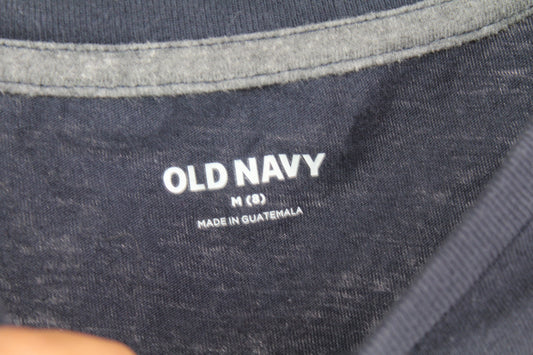 OLD NAVY
M (8)
MADE IN GUATEMALA